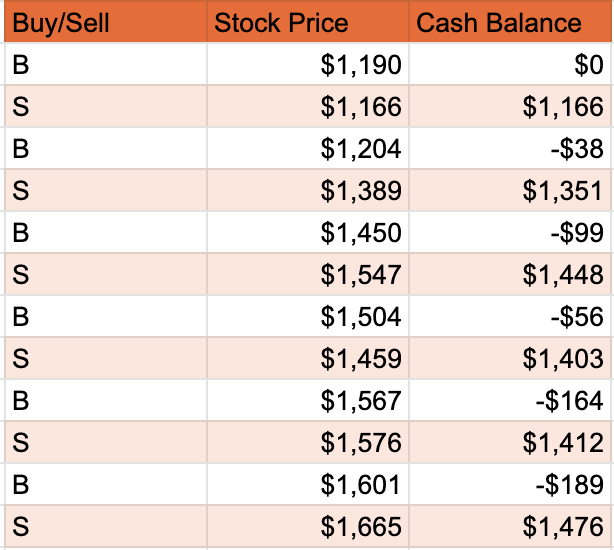 Buy/Sell Stock Price Cash Balance
B $1,190 $0
S $1,166 $1,166
B $1,204 -$38
S $1,389 $1,351
B $1,450 -$99
S $1,547 $1,448
B $1,504 -$56
S $1,459 $1,403
B $1,567 -$164
S $1,576 $1,412
B $1,601 -$189
S $1,665 $1,476